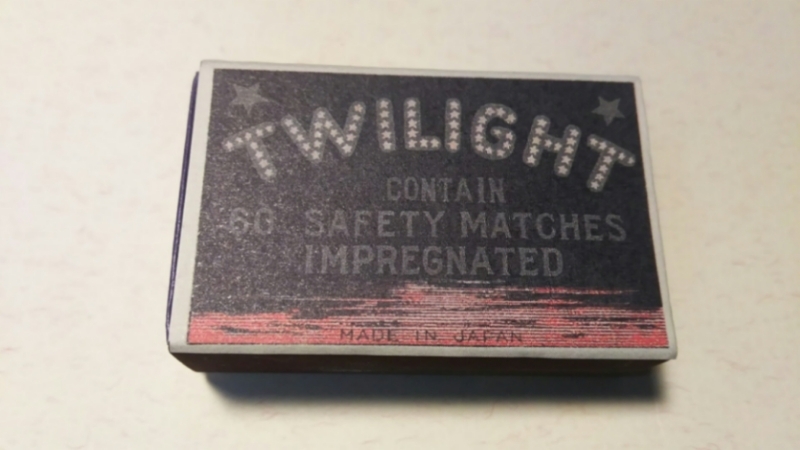 TWILIGHT
CONTAIN
60 SAFETY MATCHES
IMPREGNATED
MADE IN JAPAN